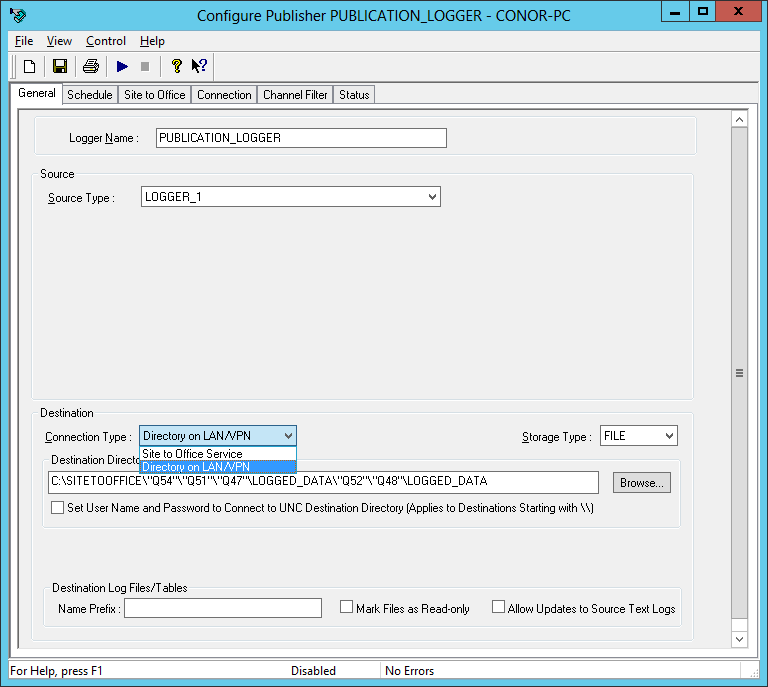 Configure Publisher PUBLICATION_LOGGER - CONOR-PC
File View Control Help
General Schedule Site to Office Connection Channel Filter Status
Logger Name : PUBLICATION_LOGGER
Source
Source Type : LOGGER_1
Destination
Connection Type : Directory on LAN/VPN Storage Type : FILE
Site to Office Service
Directory on LAN/VPN
Destination Directo
C:\SITETOOFFICE\"Q54"\"Q51"\"Q47"\LOGGED_DATA\"Q52"\"Q48"\LOGGED_DATA Browse...
Set User Name and Password to Connect to UNC Destination Directory (Applies to Destinations Starting with \\)
Destination Log Files/Tables
Name Prefix : Mark Files as Read-only Allow Updates to Source Text Logs
For Help, press F1 Disabled No Errors